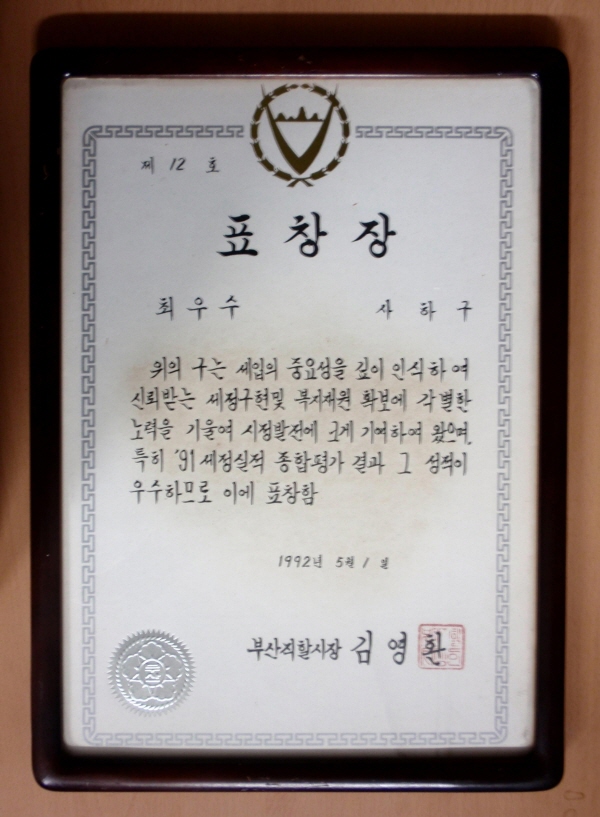 제 12 호
표창장
최우수 사하구
위의 구는 세입의 중요성을 깊이 인식하여
신뢰받는 세정구현및 복지재원 확보에 각별한
노력을 기울여 시정발전에 크게 기여하여 왔으며,
특히 '91세정실적 종합평가 결과 그 성적이
우수하므로 이에 표창함
1992년 5월 1일
부산직할시장 김영환